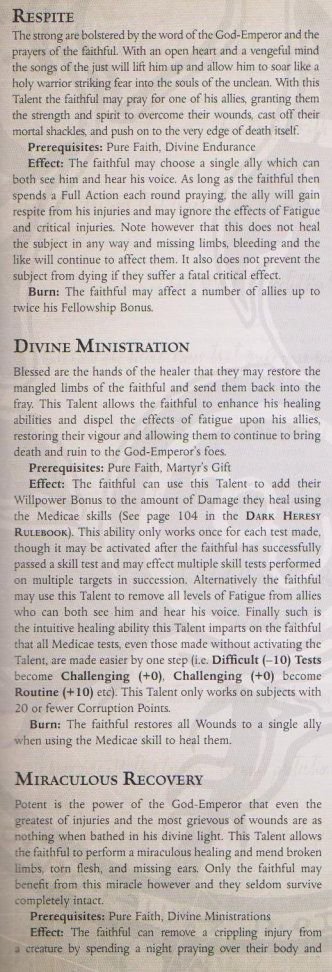 RESPITE
The strong are bolstered by the word of the God-Emperor and the
prayers of the faithful. With an open heart and a vengeful mind
the songs of the just will lift him up and allow him to soar like a
holy warrior striking fear into the souls of the unclean. With this
Talent the faithful may pray for one of his allies, granting them
the strength and spirit to overcome their wounds, cast off their
mortal shackles, and push on to the very edge of death itself.
Prerequisites: Pure Faith, Divine Endurance
Effect: The faithful may choose a single ally which can
both see him and hear his voice. As long as the faithful then
spends a Full Action each round praying, the ally will gain
respite from his injuries and may ignore the effects of Fatigue
and critical injuries. Note however that this does not heal
the subject in any way and missing limbs, bleeding and the
like will continue to affect them. It also does not prevent the
subject from dying if they suffer a fatal critical effect.
Burn: The faithful may affect a number of allies up to
twice his Fellowship Bonus.
DIVINE MINISTRATION
Blessed are the hands of the healer that they may restore the
mangled limbs of the faithful and send them back into the
fray. This Talent allows the faithful to enhance his healing
abilities and dispel the effects of fatigue upon his allies,
restoring their vigour and allowing them to continue to bring
death and ruin to the God-Emperor's foes.
Prerequisites: Pure Faith, Martyr's Gift
Effect: The faithful can use this Talent to add their
Willpower Bonus to the amount of Damage they heal using
the Medicae skills (See page 104 in the DARK HERESY
RULEBOOK). This ability only works once for each test made,
though it may be activated after the faithful has successfully
passed a skill test and may effect multiple skill tests performed
on multiple targets in succession. Alternatively the faithful
may use this Talent to remove all levels of Fatigue from allies
who can both see him and hear his voice. Finally such is
the intuitive healing ability this Talent imparts on the faithful
that all Medicae tests, even those made without activating the
Talent, are made easier by one step (i.e. Difficult (–10) Tests
become Challenging (+0), Challenging (+0) become
Routine (+10) etc). This Talent only works on subjects with
20 or fewer Corruption Points.
Burn: The faithful restores all Wounds to a single ally
when using the Medicae skill to heal them.
MIRACULOUS RECOVERY
Potent is the power of the God-Emperor that even the
greatest of injuries and the most grievous of wounds are as
nothing when bathed in his divine light. This Talent allows
the faithful to perform a miraculous healing and mend broken
limbs, torn flesh, and missing ears. Only the faithful may
benefit from this miracle however and they seldom survive
completely intact.
Prerequisites: Pure Faith, Divine Ministrations
Effect: The faithful can remove a crippling injury from
a creature by spending a night praying over their body and